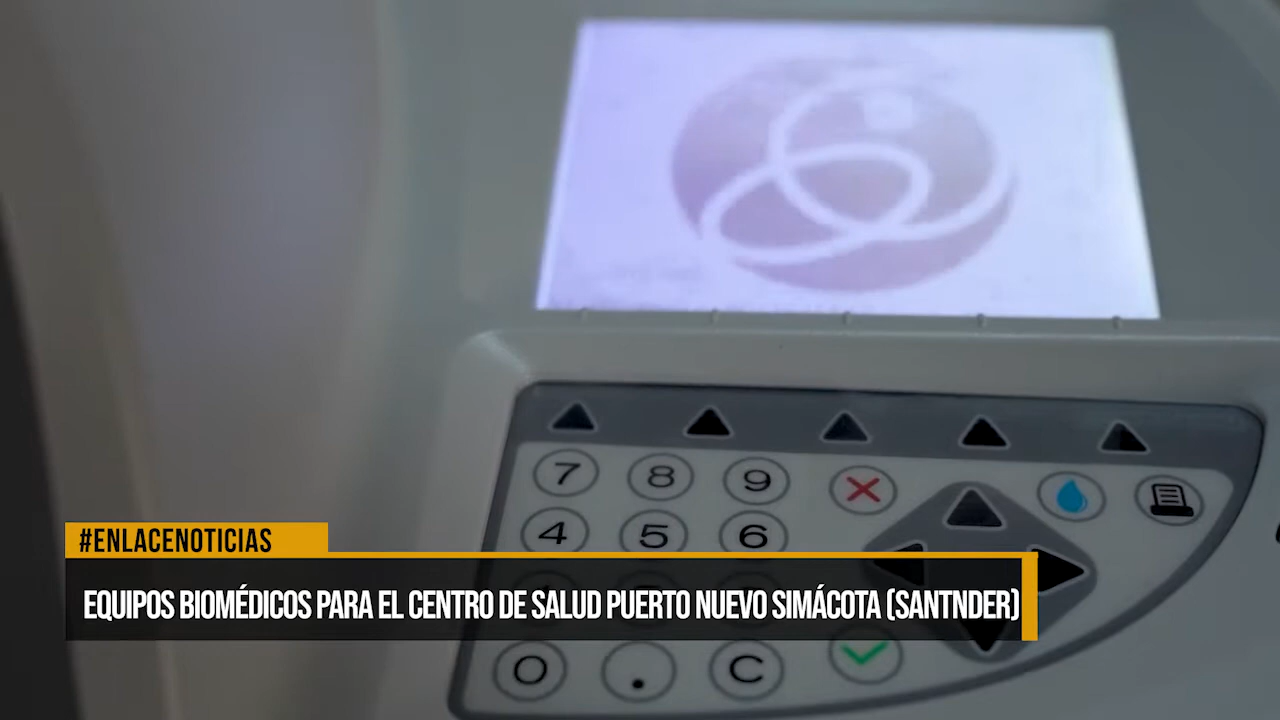 7 8 9
4 5 6
0 . C
#ENLACENOTICIAS
EQUIPOS BIOMÉDICOS PARA EL CENTRO DE SALUD PUERTO NUEVO SIMÁCOTA (SANTNDER)